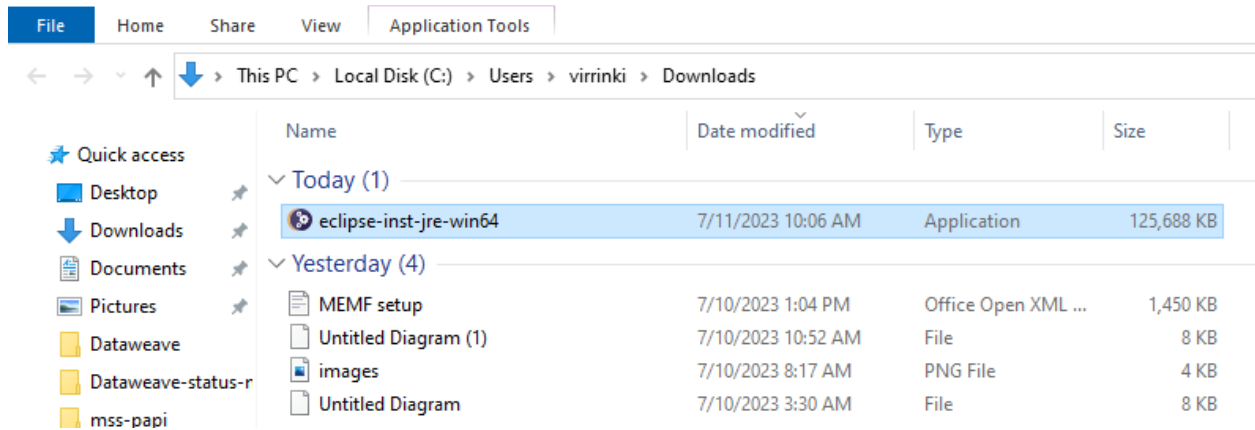 File Home Share View Application Tools
This PC > Local Disk (C:) > Users > virrinki > Downloads
Name Date modified Type Size
Quick access
Desktop
Downloads
Documents
Pictures
Dataweave
Dataweave-status-r
mss-papi
Today (1)
eclipse-inst-jre-win64 7/11/2023 10:06 AM Application 125,688 KB
Yesterday (4)
MEMF setup 7/10/2023 1:04 PM Office Open XML ... 1,450 KB
Untitled Diagram (1) 7/10/2023 10:52 AM File 8 KB
images 7/10/2023 8:17 AM PNG File 4 KB
Untitled Diagram 7/10/2023 3:30 AM File 8 KB